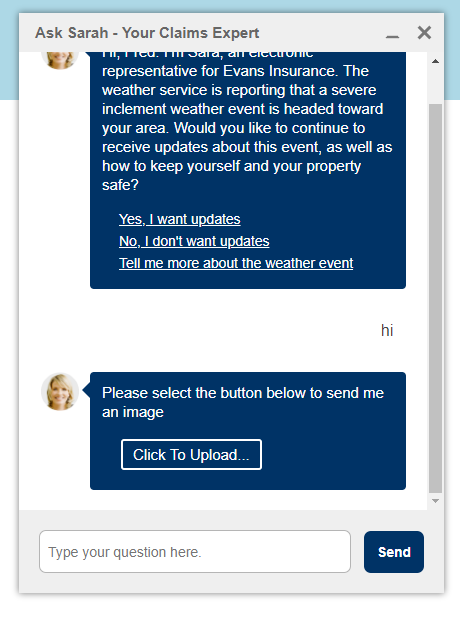 Ask Sarah - Your Claims Expert
Hi, Fred. I'm Sara, an electronic
representative for Evans Insurance. The
weather service is reporting that a severe
inclement weather event is headed toward
your area. Would you like to continue to
receive updates about this event, as well as
how to keep yourself and your property
safe?
Yes, I want updates
No, I don't want updates
Tell me more about the weather event
hi
Please select the button below to send me
an image
Click To Upload...
Type your question here.
Send